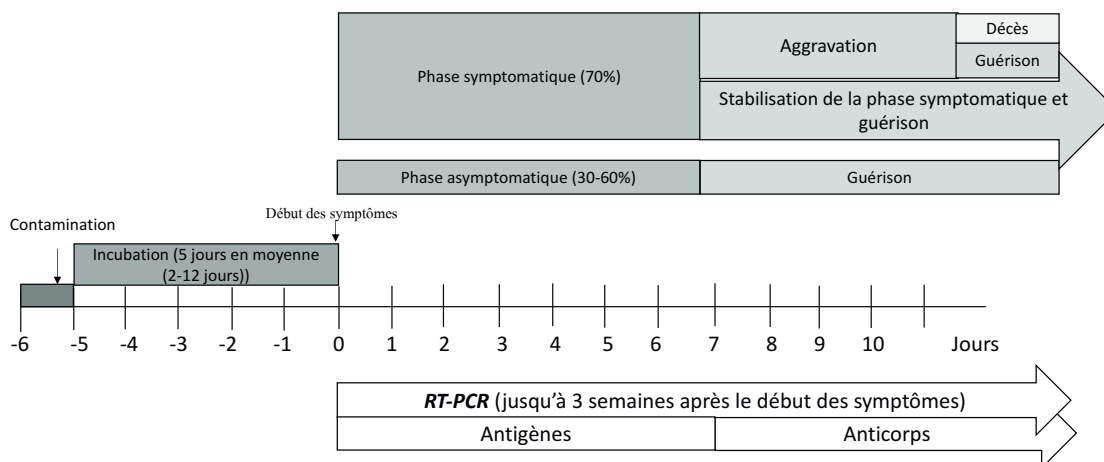 Décès
Aggravation
Guérison
Phase symptomatique (70%)
Stabilisation de la phase symptomatique et
guérison
Phase asymptomatique (30-60%)
Guérison
Début des symptômes
Contamination
Incubation (5 jours en moyenne
(2-12 jours))
-6 -5 -4 -3 -2 -1 0 1 2 3 4 5 6 7 8 9 10 Jours
RT-PCR (jusqu'à 3 semaines après le début des symptômes)
Antigènes Anticorps